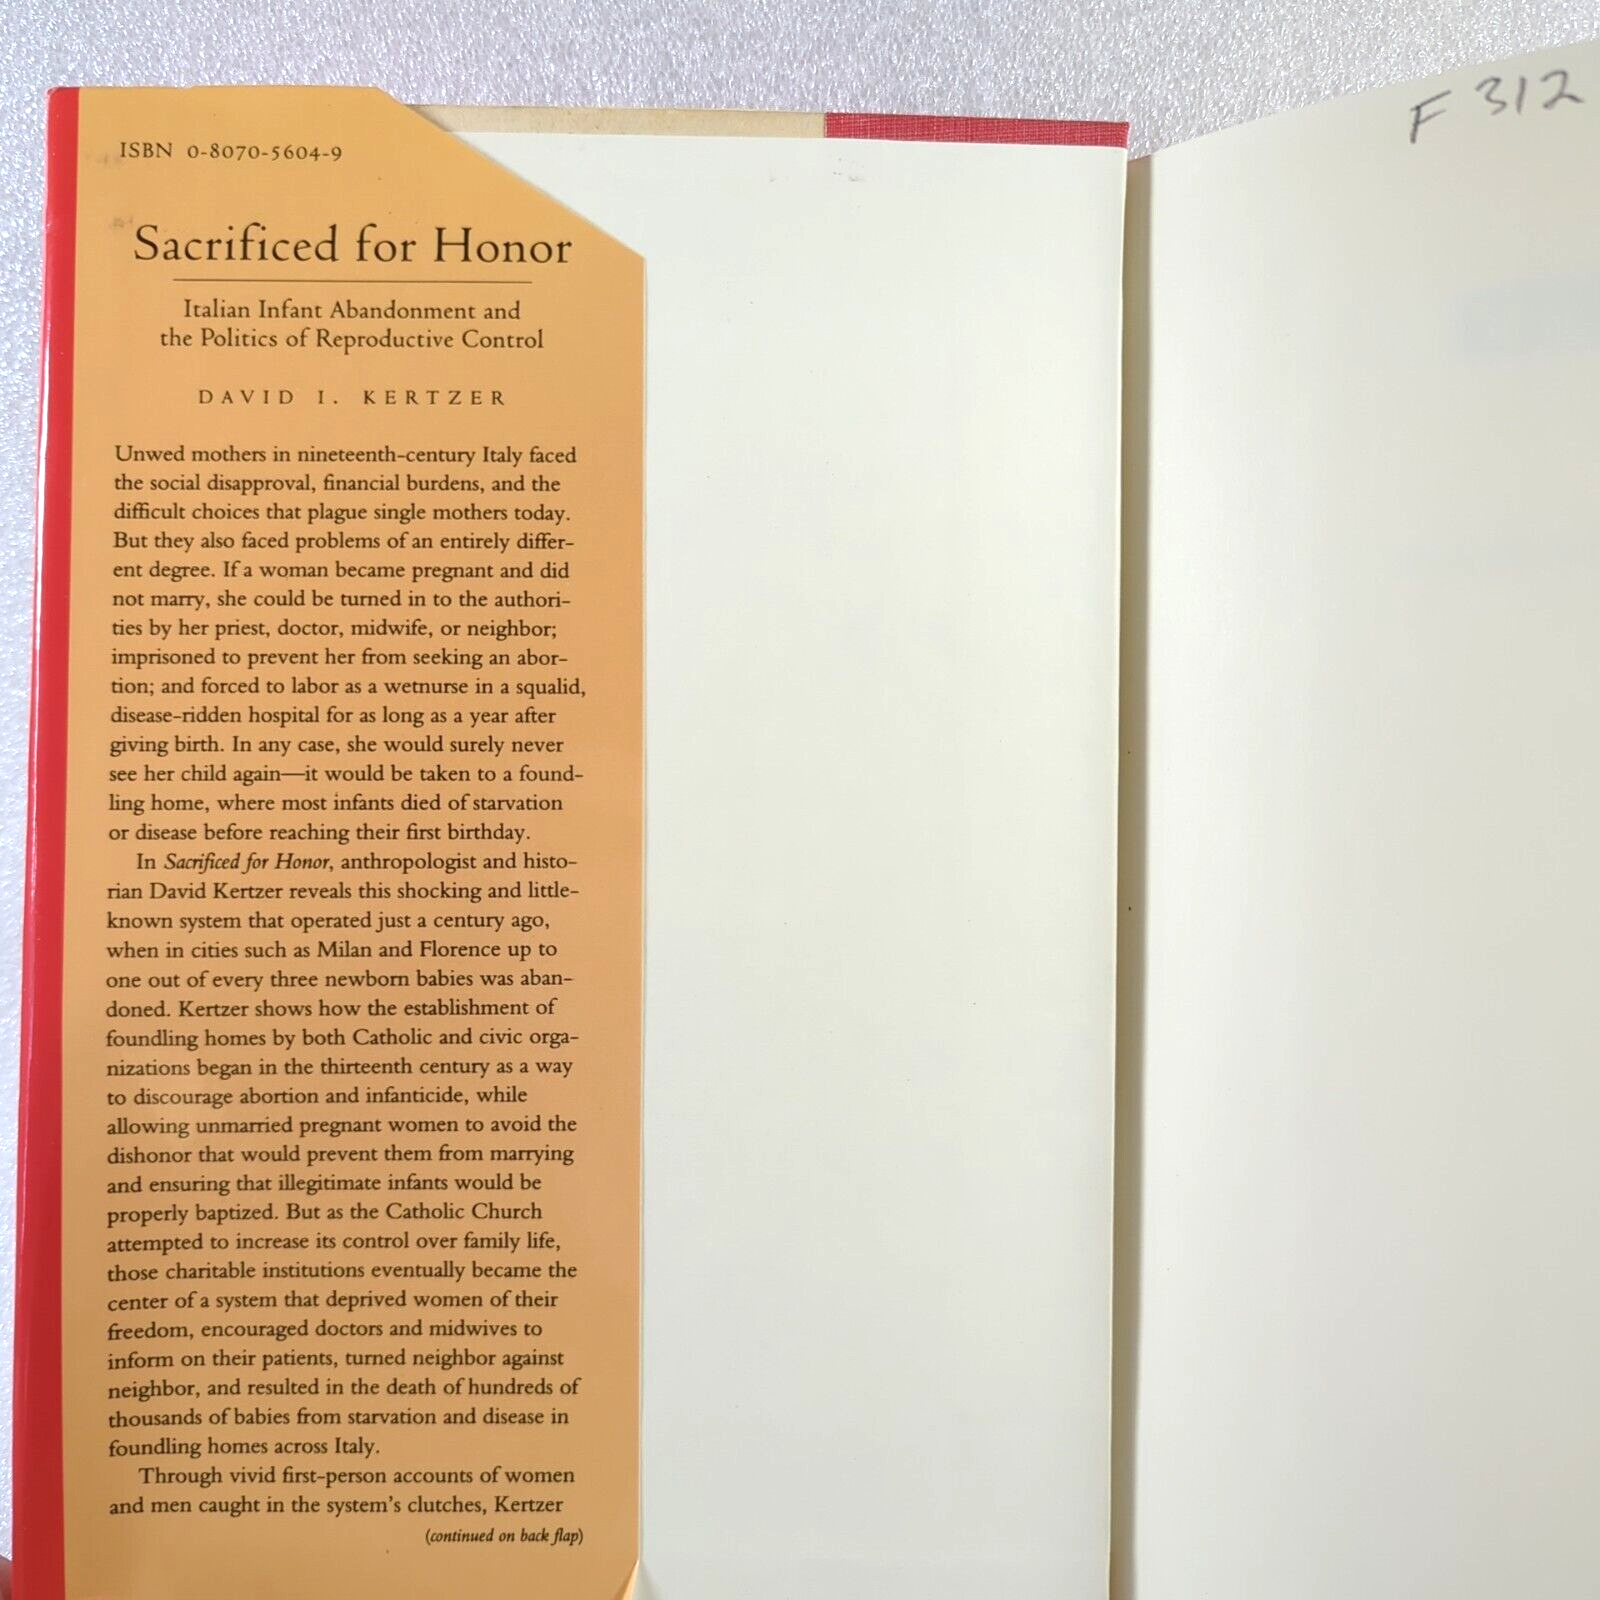 ISBN 0-8070-5604-9
Sacrificed for Honor
Italian Infant Abandonment and
the Politics of Reproductive Control
DAVID I. KERTZER
Unwed mothers in nineteenth-century Italy faced
the social disapproval, financial burdens, and the
difficult choices that plague single mothers today.
But they also faced problems of an entirely differ-
ent degree. If a woman became pregnant and did
not marry, she could be turned in to the authori-
ties by her priest, doctor, midwife, or neighbor;
imprisoned to prevent her from seeking an abor-
tion; and forced to labor as a wetnurse in a squalid,
disease-ridden hospital for as long as a year after
giving birth. In any case, she would surely never
see her child again—it would be taken to a found-
ling home, where most infants died of starvation
or disease before reaching their first birthday.
In Sacrificed for Honor, anthropologist and histo-
rian David Kertzer reveals this shocking and little-
known system that operated just a century ago,
when in cities such as Milan and Florence up to
one out of every three newborn babies was aban-
doned. Kertzer shows how the establishment of
foundling homes by both Catholic and civic orga-
nizations began in the thirteenth century as a way
to discourage abortion and infanticide, while
allowing unmarried pregnant women to avoid the
dishonor that would prevent them from marrying
and ensuring that illegitimate infants would be
properly baptized. But as the Catholic Church
attempted to increase its control over family life,
those charitable institutions eventually became the
center of a system that deprived women of their
freedom, encouraged doctors and midwives to
inform on their patients, turned neighbor against
neighbor, and resulted in the death of hundreds of
thousands of babies from starvation and disease in
foundling homes across Italy.
Through vivid first-person accounts of women
and men caught in the system's clutches, Kertzer
(continued on back flap)
F 312